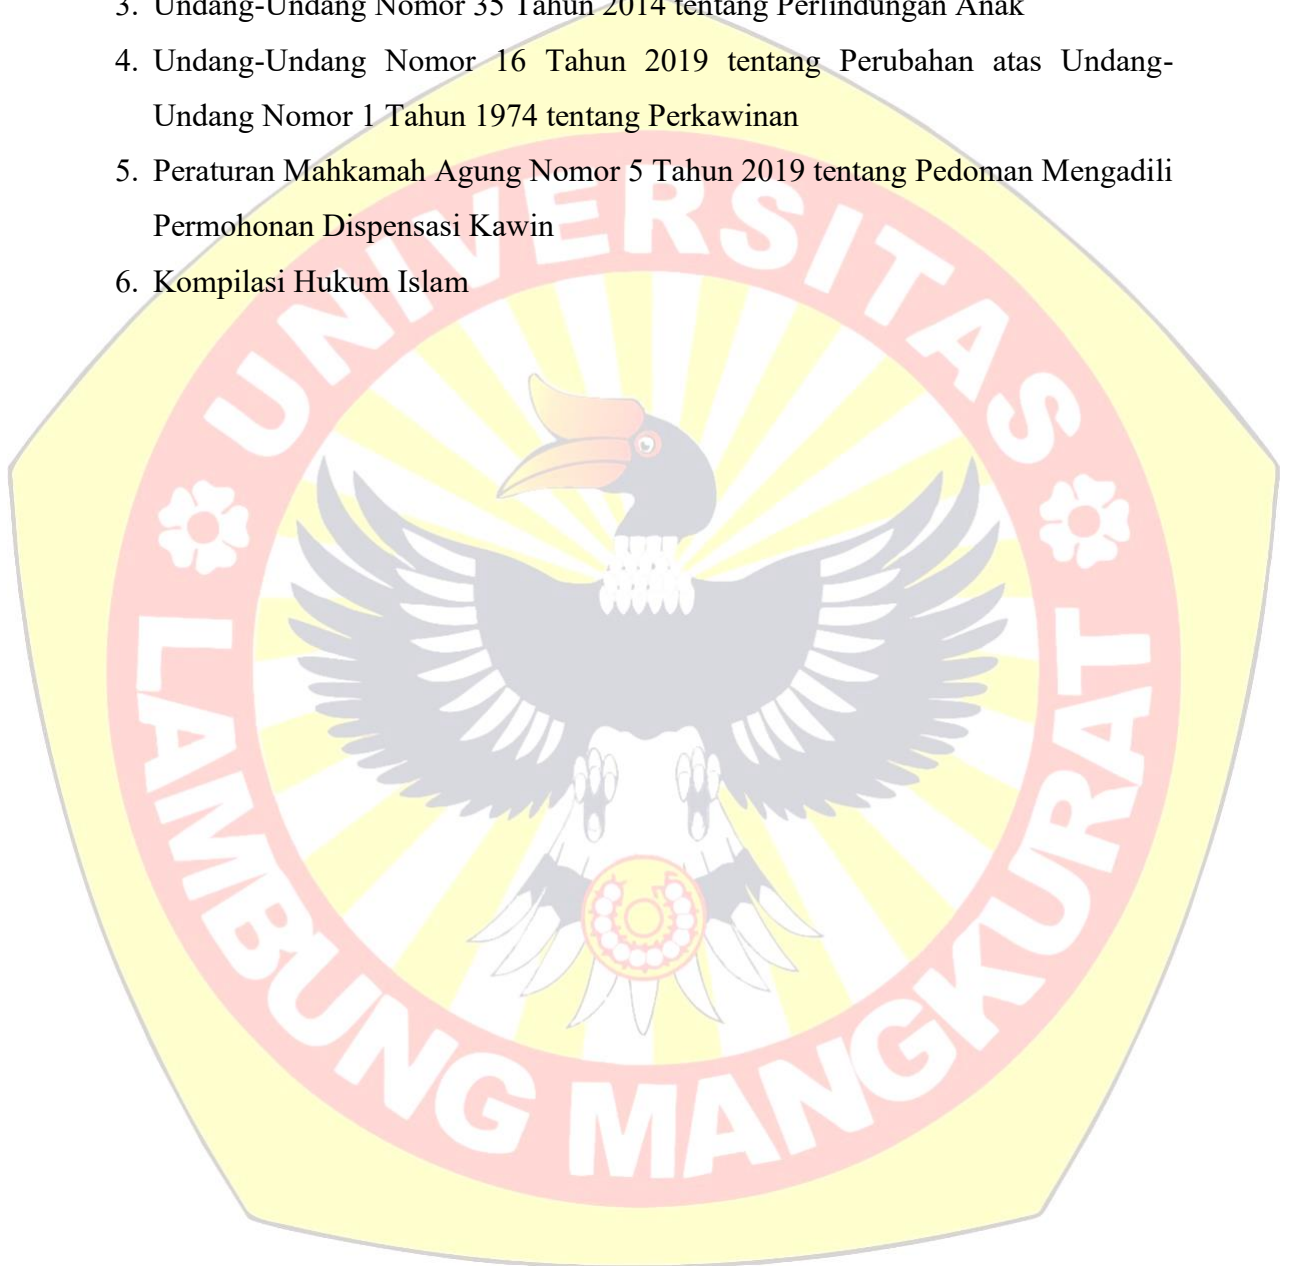 3. Undang-Undang Nomor 35 Tahun 2014 tentang Perlindungan Anak
4. Undang-Undang Nomor 16 Tahun 2019 tentang Perubahan atas Undang-
Undang Nomor 1 Tahun 1974 tentang Perkawinan
5. Peraturan Mahkamah Agung Nomor 5 Tahun 2019 tentang Pedoman Mengadili
Permohonan Dispensasi Kawin
6. Kompilasi Hukum Islam
UNIVERSITAS
LAMBUNG MANGKURAT